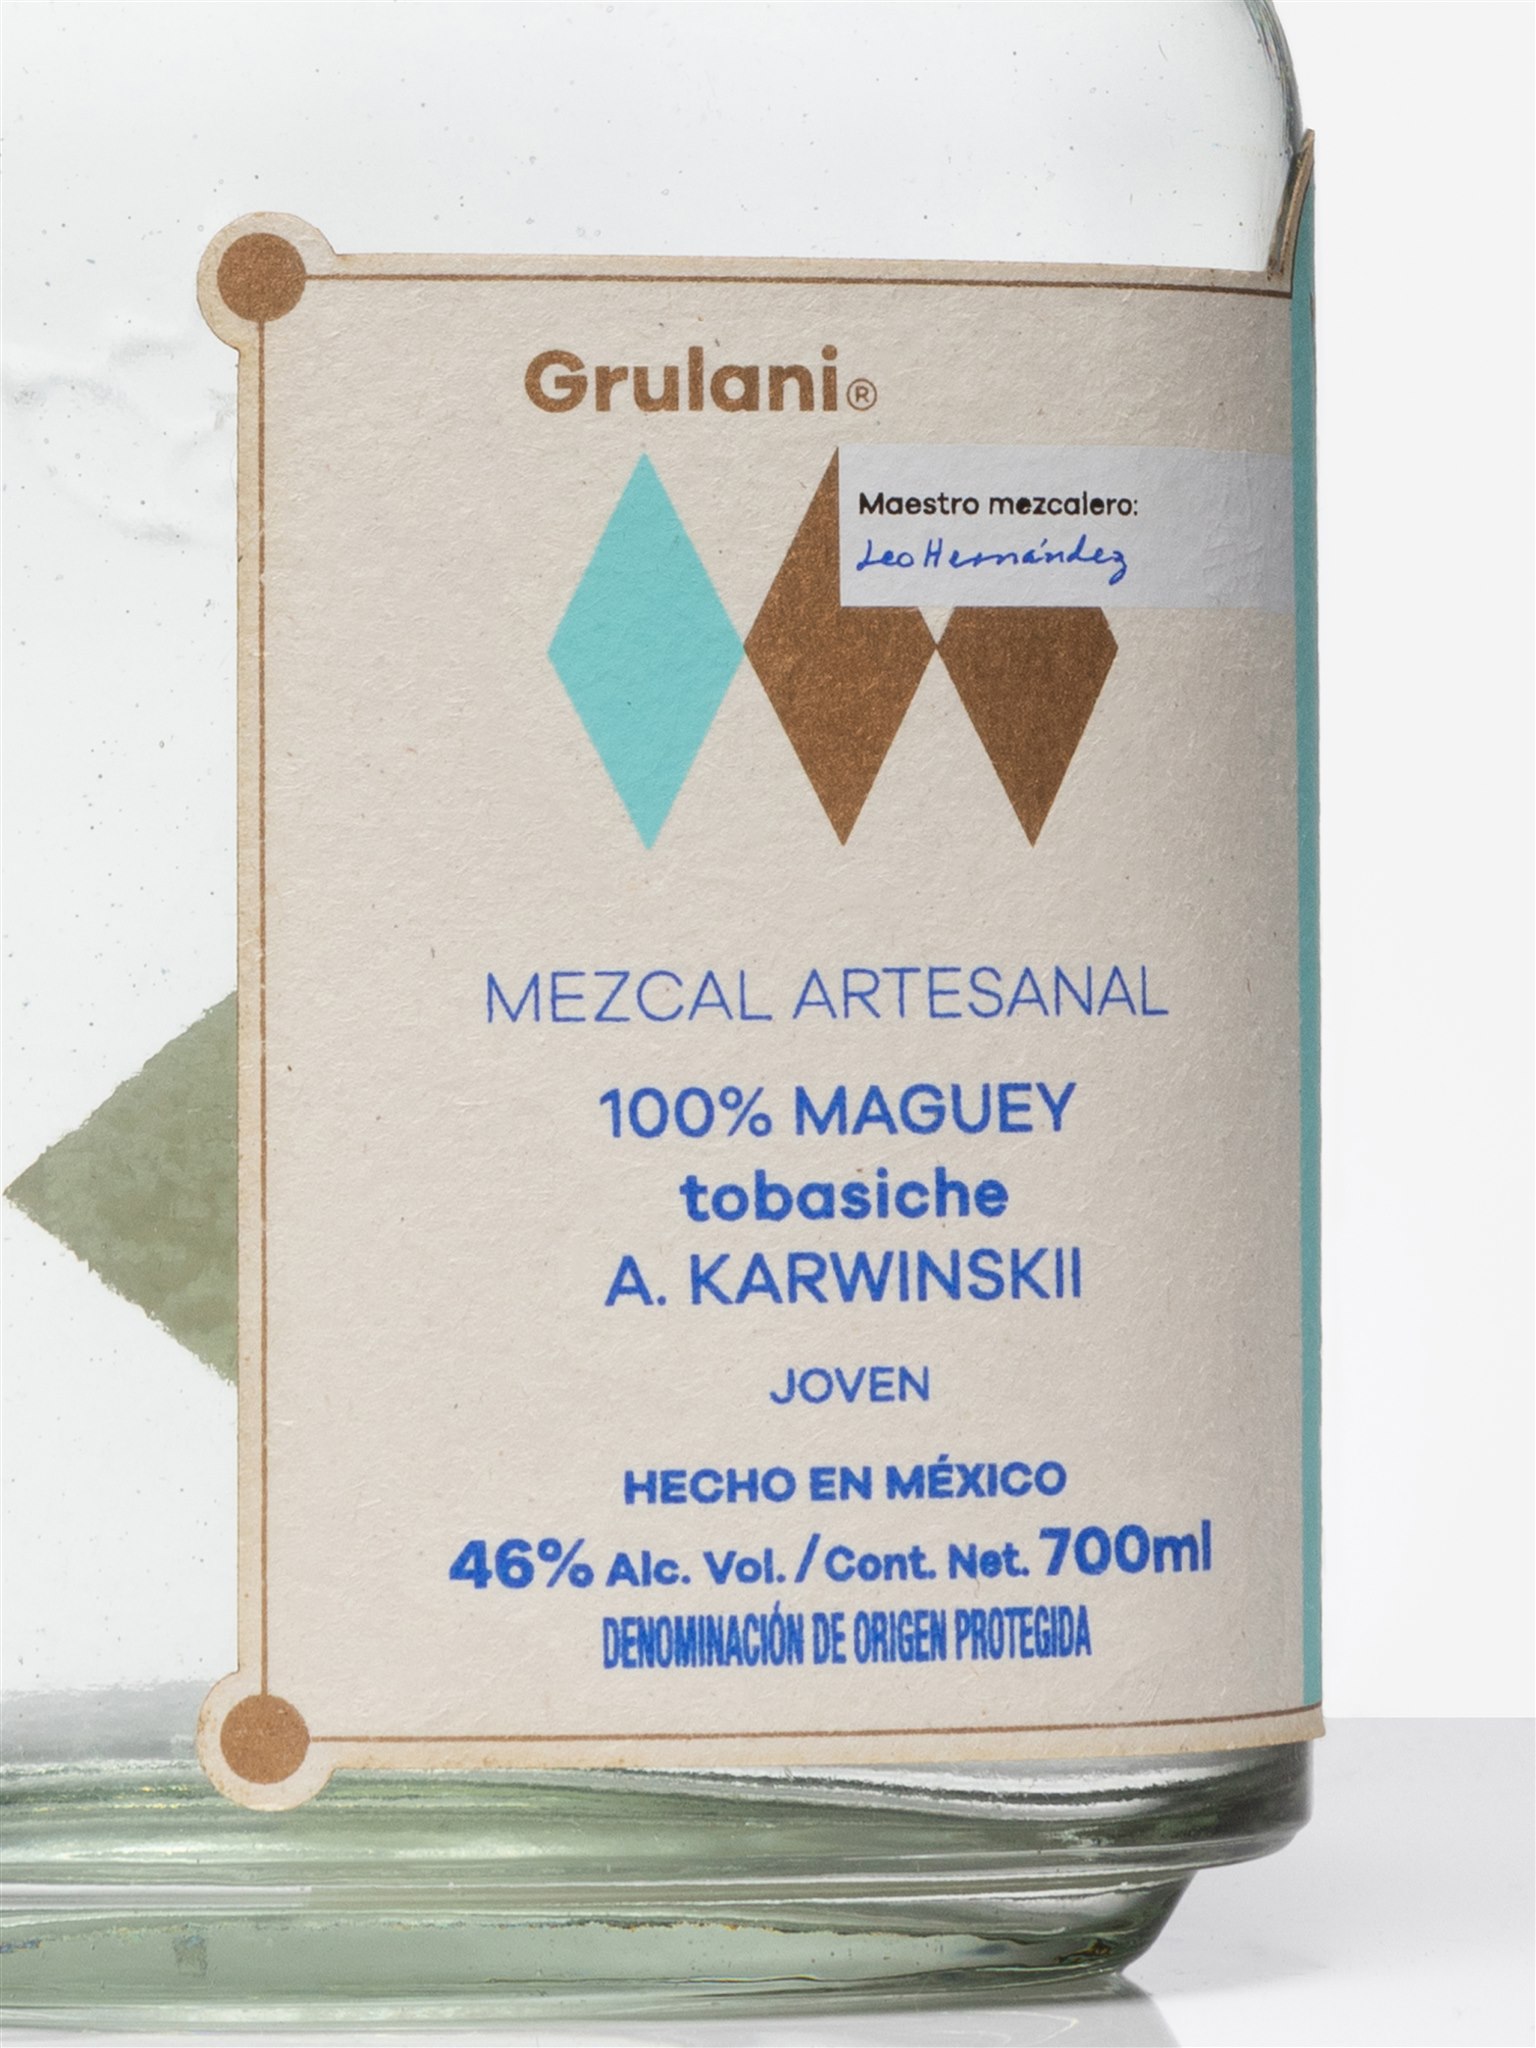 Grulani®
Maestro mezcalero:
Leo Hernández
MEZCAL ARTESANAL
100% MAGUEY
tobasiche
A. KARWINSKII
JOVEN
HECHO EN MÉXICO
46% Alc. Vol. / Cont. Net. 700ml
DENOMINACIÓN DE ORIGEN PROTEGIDA